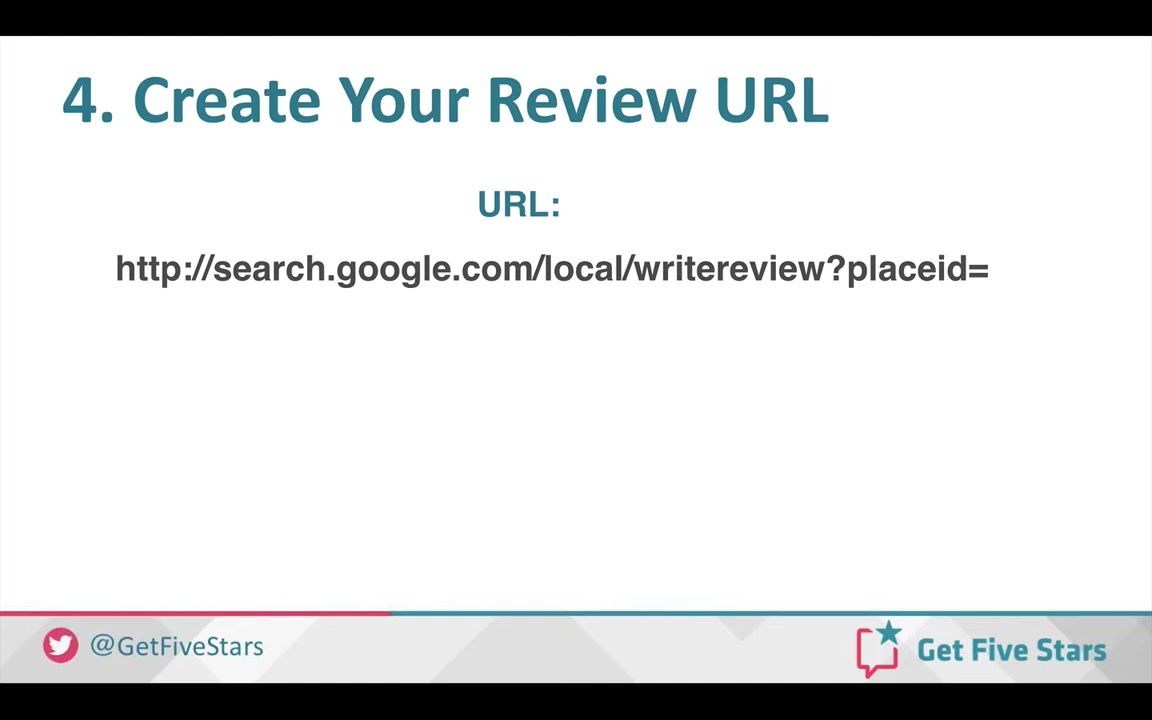 4. Create Your Review URL
URL:
http://search.google.com/local/writereview?placeid=
@GetFiveStars
Get Five Stars